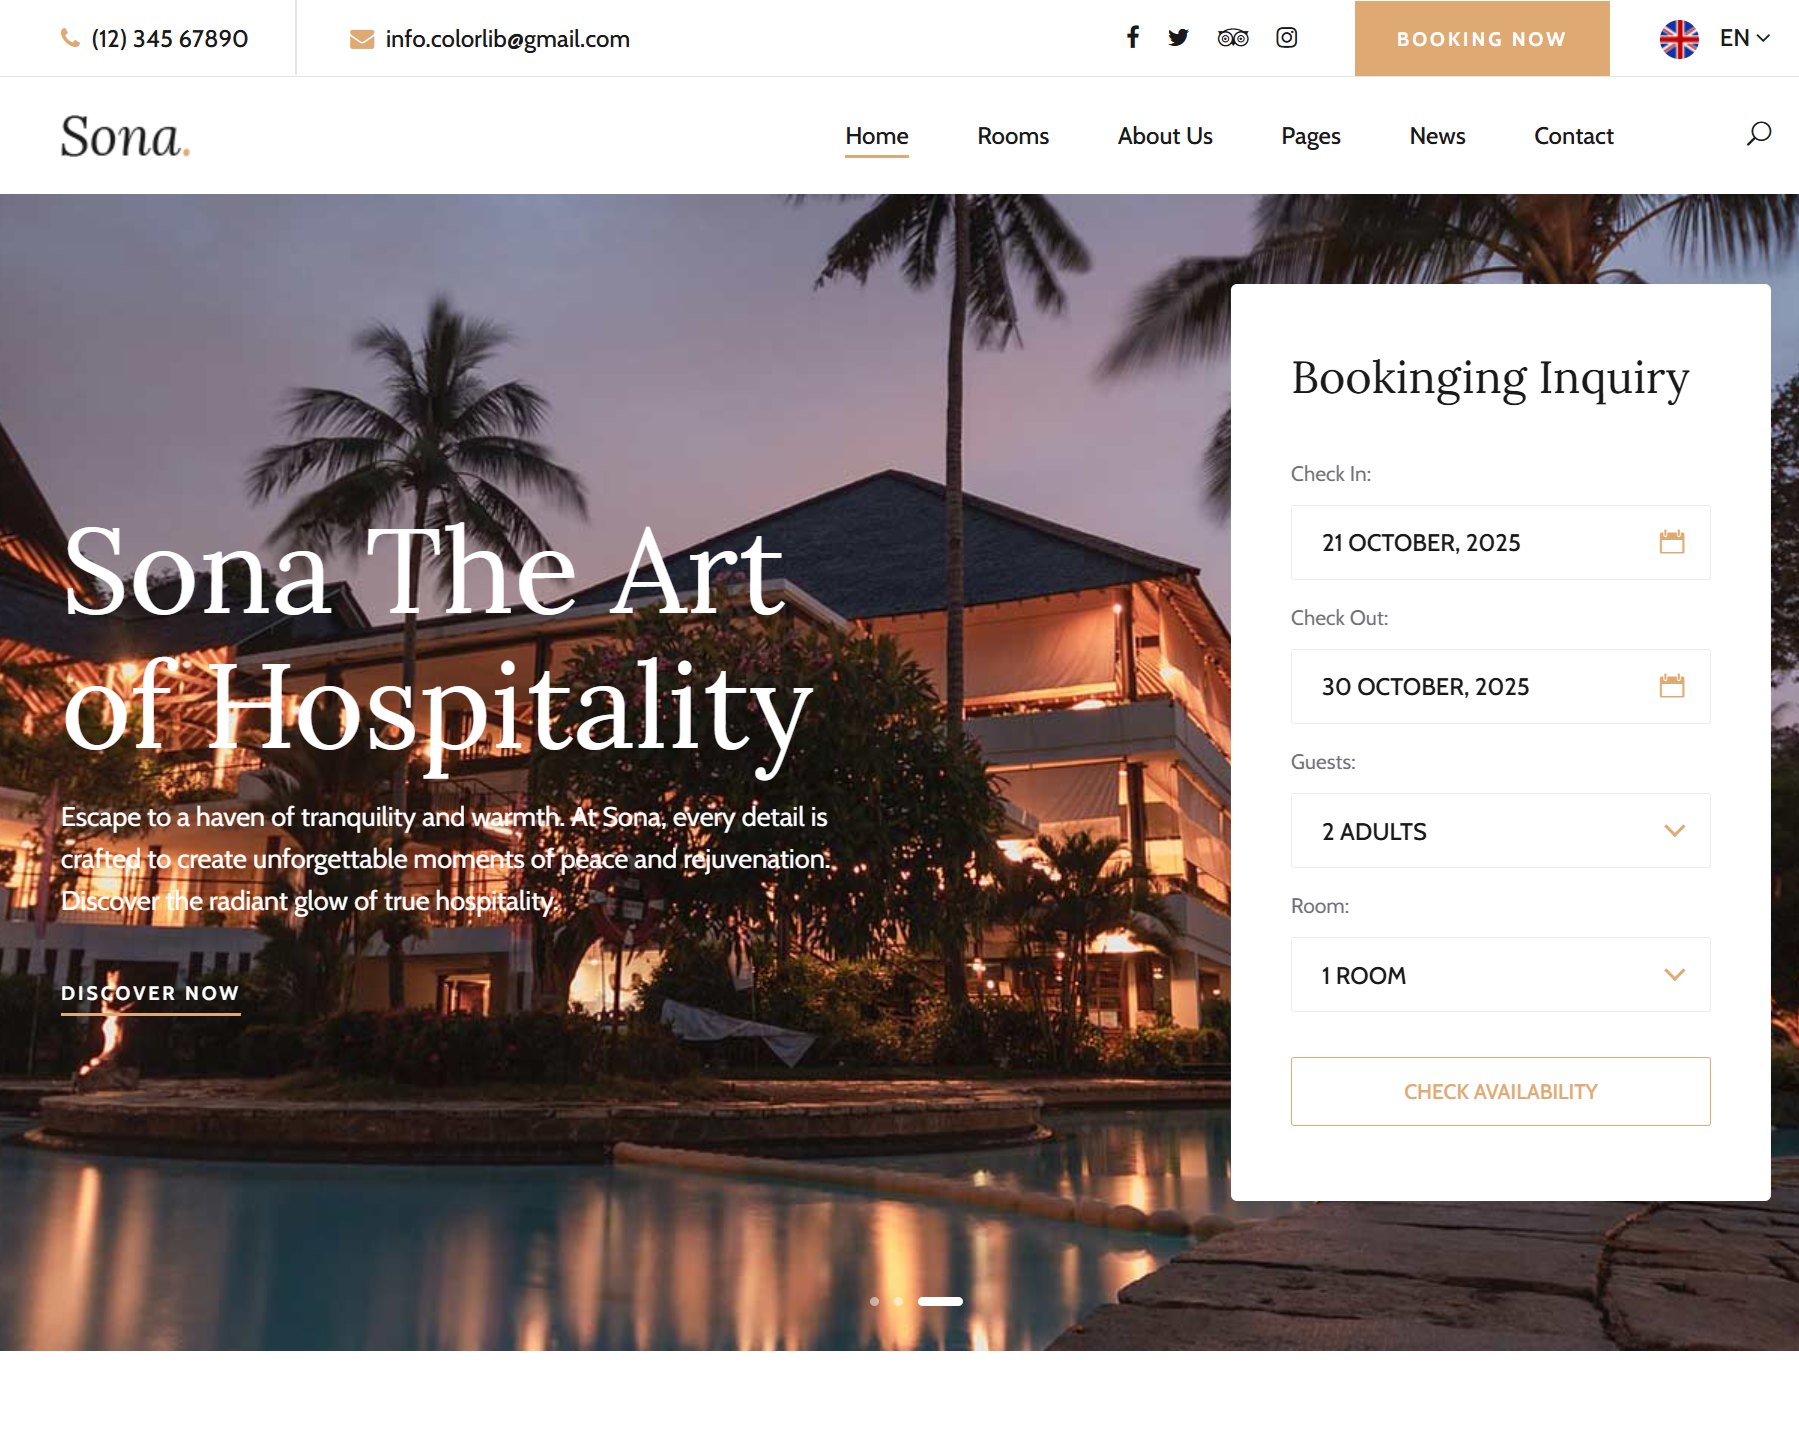 (12) 345 67890
info.colorlib@gmail.com
BOOKING NOW
EN
Sona.
Home
Rooms
About Us
Pages
News
Contact
Sona The Art
of Hospitality
Escape to a haven of tranquility and warmth. At Sona, every detail is
crafted to create unforgettable moments of peace and rejuvenation.
Discover the radiant glow of true hospitality.
DISCOVER NOW
Bookinging Inquiry
Check In:
21 OCTOBER, 2025
Check Out:
30 OCTOBER, 2025
Guests:
2 ADULTS
Room:
1 ROOM
CHECK AVAILABILITY